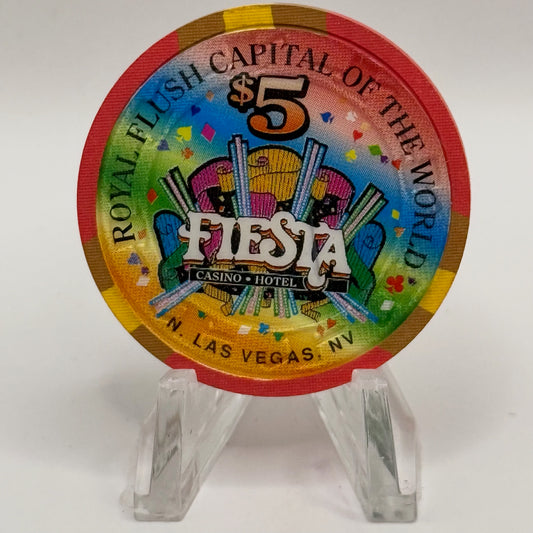 ROYAL FLUSH CAPITAL OF THE WORLD
$5
FIESTA
CASINO • HOTEL
N. LAS VEGAS, NV